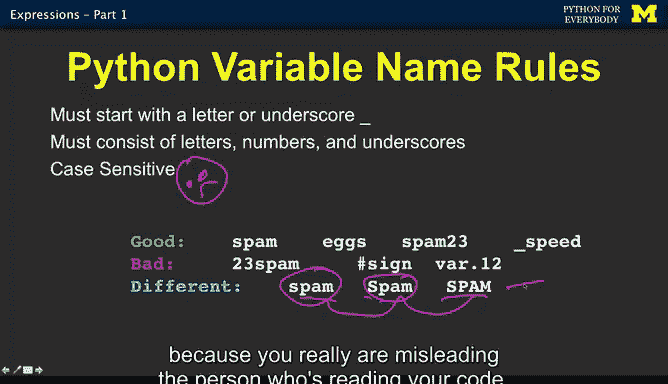 Expressions – Part 1
PYTHON FOR
EVERYBODY
M
Python Variable Name Rules
Must start with a letter or underscore _
Must consist of letters, numbers, and underscores
Case Sensitive
Good: spam eggs spam23 _speed
Bad: 23spam #sign var.12
Different: spam Spam SPAM
because you really are misleading
the person who's reading your code